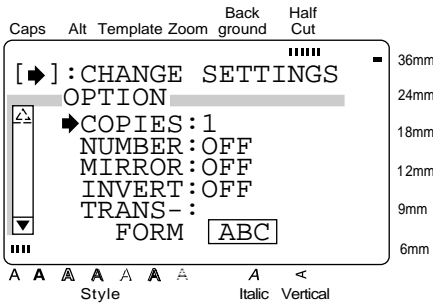 Back Half
Caps Alt Template Zoom ground Cut
[➡]:CHANGE SETTINGS
OPTION
➡COPIES:1
NUMBER:OFF
MIRROR:OFF
INVERT:OFF
TRANS-:
FORM ABC
36mm
24mm
18mm
12mm
9mm
6mm
A A A A A A A A A
Style Italic Vertical